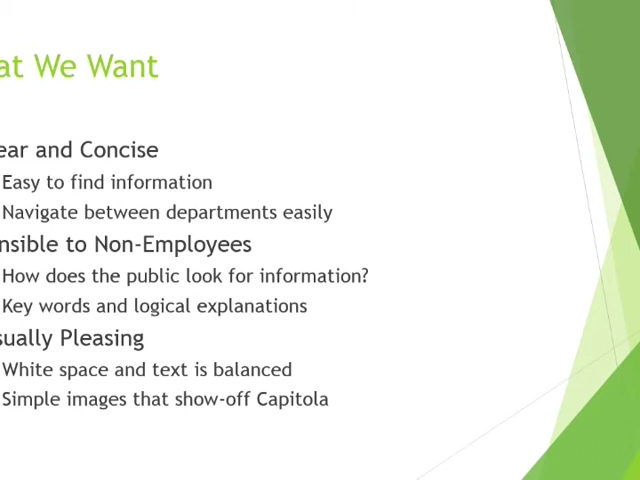 at We Want
ear and Concise
Easy to find information
Navigate between departments easily
nsible to Non-Employees
How does the public look for information?
Key words and logical explanations
sually Pleasing
White space and text is balanced
Simple images that show-off Capitola